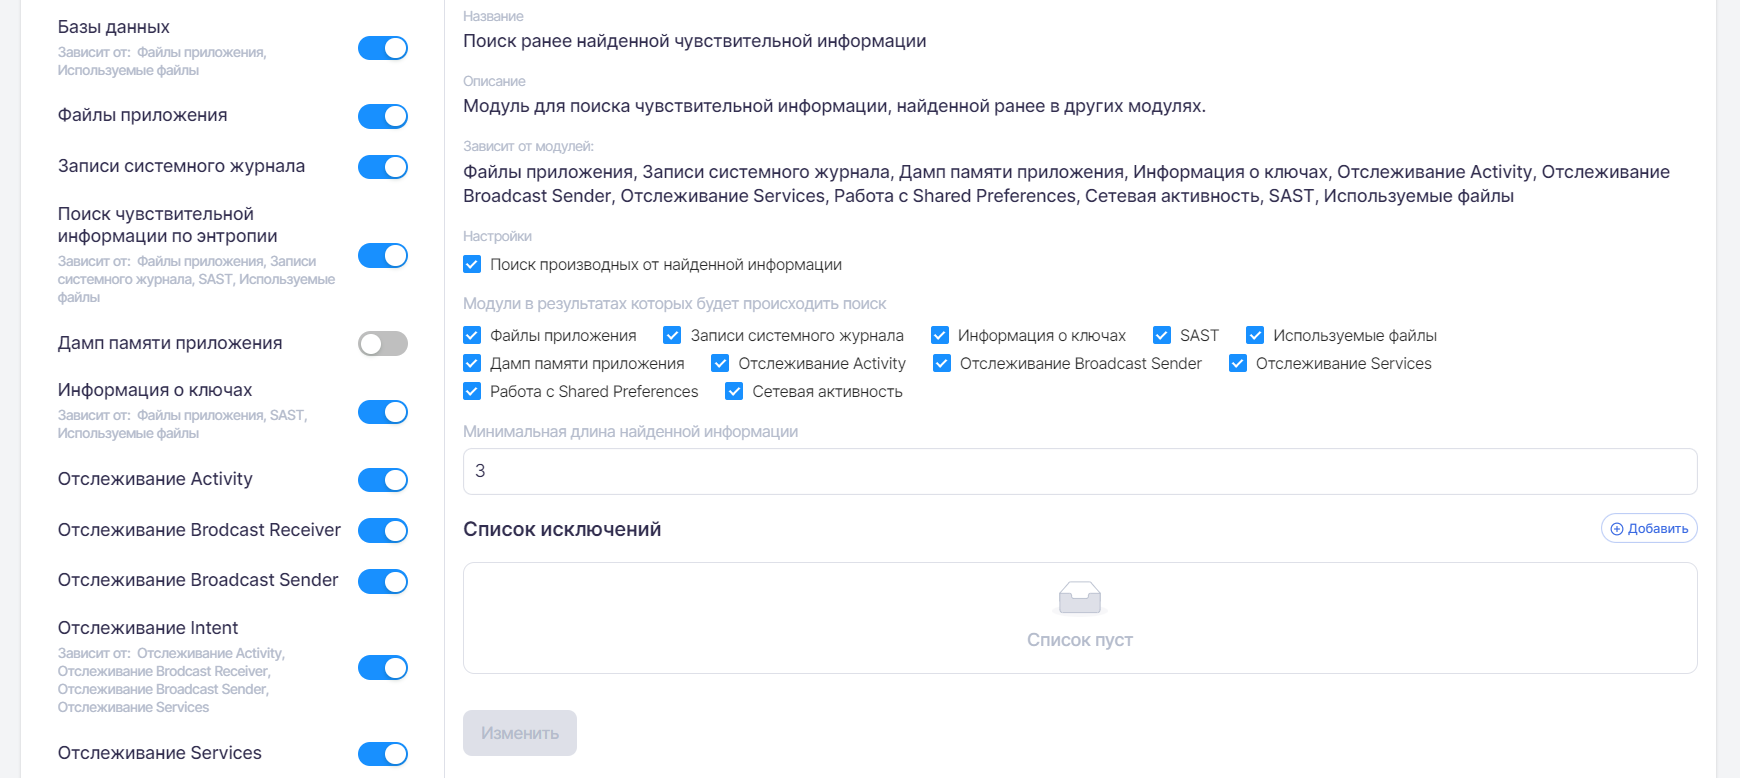 Базы данных
Зависит от: Файлы приложения,
Используемые файлы
Файлы приложения
Записи системного журнала
Поиск чувствительной
информации по энтропии
Зависит от: Файлы приложения, Записи
системного журнала, SAST, Используемые
файлы
Дамп памяти приложения
Информация о ключах
Зависит от: Файлы приложения, SAST,
Используемые файлы
Отслеживание Activity
Отслеживание Brodcast Receiver
Отслеживание Broadcast Sender
Отслеживание Intent
Зависит от: Отслеживание Activity,
Отслеживание Brodcast Receiver,
Отслеживание Broadcast Sender,
Отслеживание Services
Отслеживание Services
Название
Поиск ранее найденной чувствительной информации
Описание
Модуль для поиска чувствительной информации, найденной ранее в других модулях.
Зависит от модулей:
Файлы приложения, Записи системного журнала, Дамп памяти приложения, Информация о ключах, Отслеживание Activity, Отслеживание
Broadcast Sender, Отслеживание Services, Работа с Shared Preferences, Сетевая активность, SAST, Используемые файлы
Настройки
Поиск производных от найденной информации
Модули в результатах которых будет происходить поиск
Файлы приложения Записи системного журнала Информация о ключах SAST Используемые файлы
Дамп памяти приложения Отслеживание Activity Отслеживание Broadcast Sender Отслеживание Services
Работа с Shared Preferences Сетевая активность
Минимальная длина найденной информации
3
Список исключений
Добавить
Список пуст
Изменить